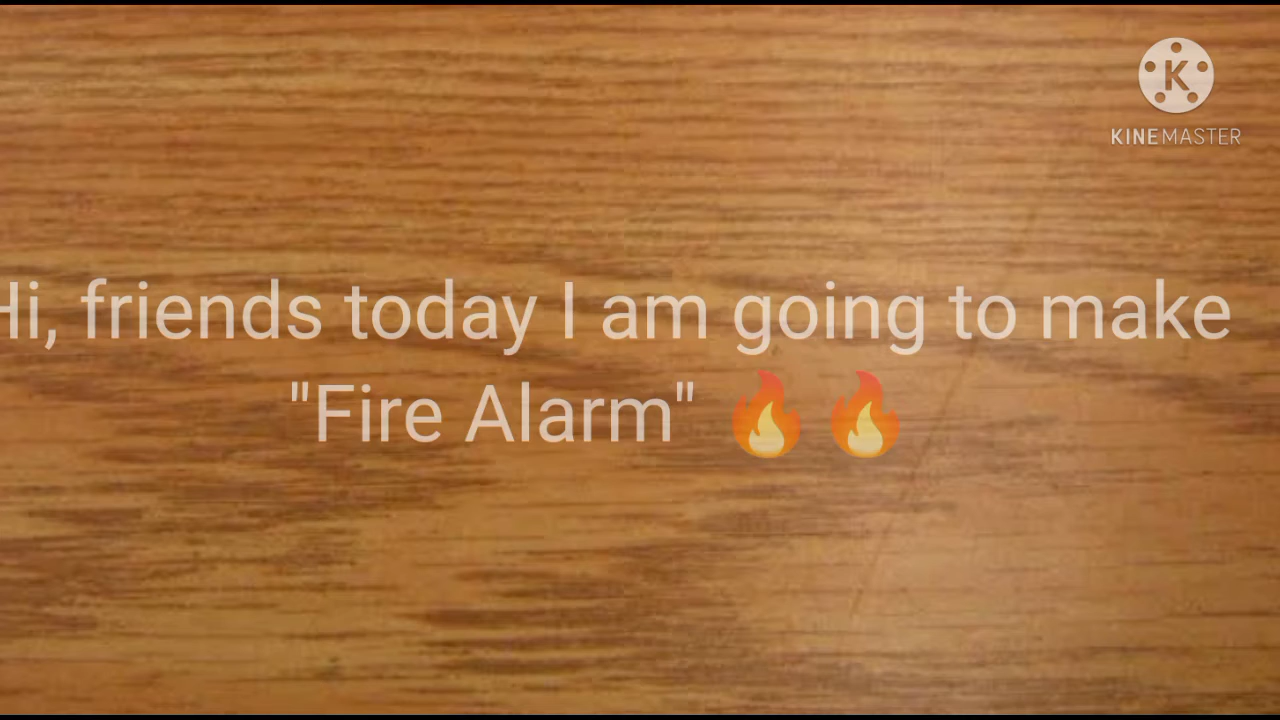 KINEMASTER
Hi, friends today I am going to make
"Fire Alarm" 🔥🔥